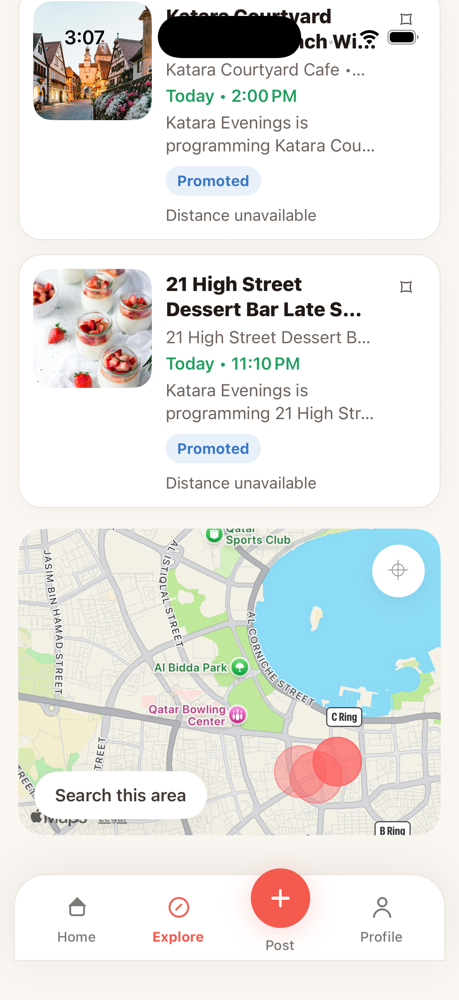 Katara Courtyard
3:07
nch Wi...
Katara Courtyard Cafe •...
Today • 2:00 PM
Katara Evenings is
programming Katara Cou...
Promoted
Distance unavailable
21 High Street
Dessert Bar Late S...
21 High Street Dessert B...
Today • 11:10 PM
Katara Evenings is
programming 21 High Str...
Promoted
Distance unavailable
Qatar
Sports Club
JASIM BIN HAMAD STREET
AL ISTIQLAL STREET
AL CORNICHE STREET
Al Bidda Park
Qatar Bowling
Center
C Ring
TREET
TREET
Search this area
Maps Legal
B Ring
Home
Explore
Post
Profile